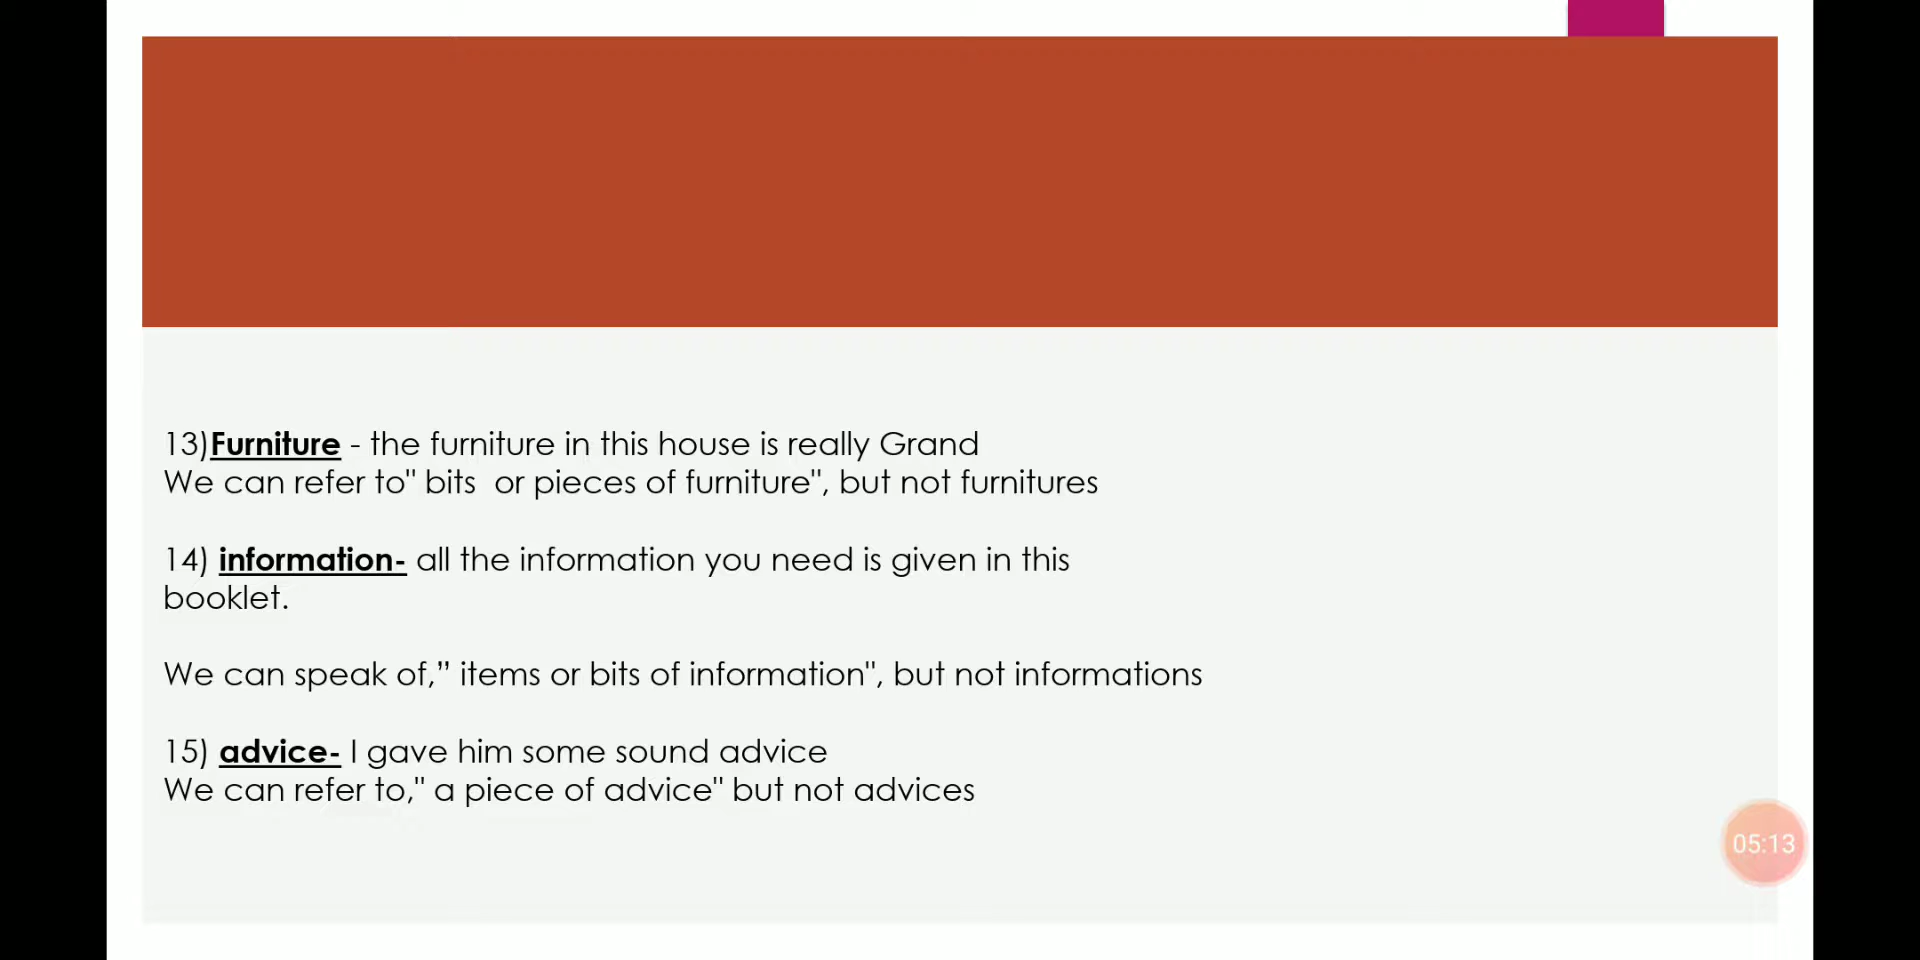 13)Furniture - the furniture in this house is really Grand
We can refer to" bits  or pieces of furniture", but not furnitures
14) information- all the information you need is given in this
booklet.
We can speak of,” items or bits of information", but not informations
15) advice- I gave him some sound advice
We can refer to," a piece of advice" but not advices
05:13